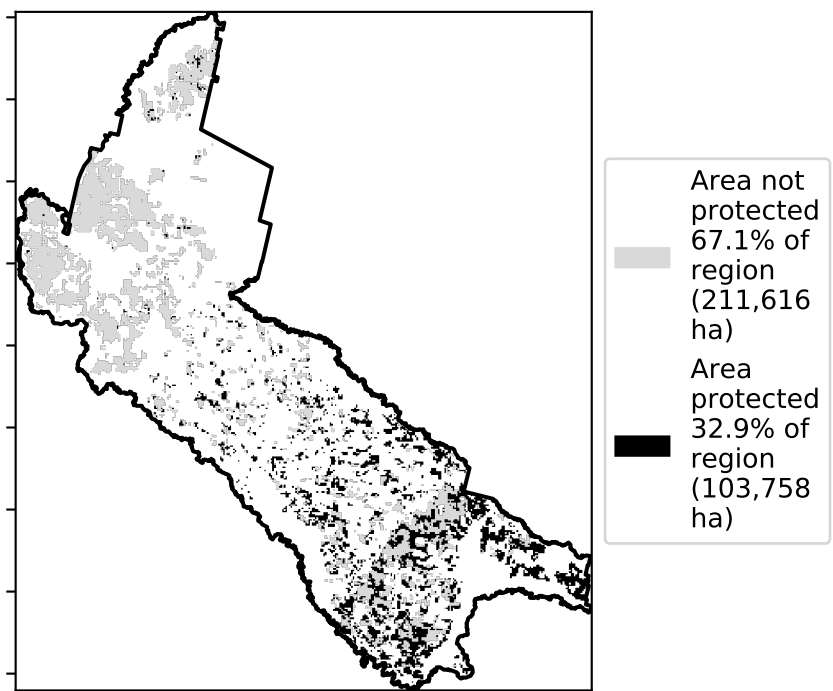 Area not
protected
67.1% of
region
(211,616
ha)
Area
protected
32.9% of
region
(103,758
ha)